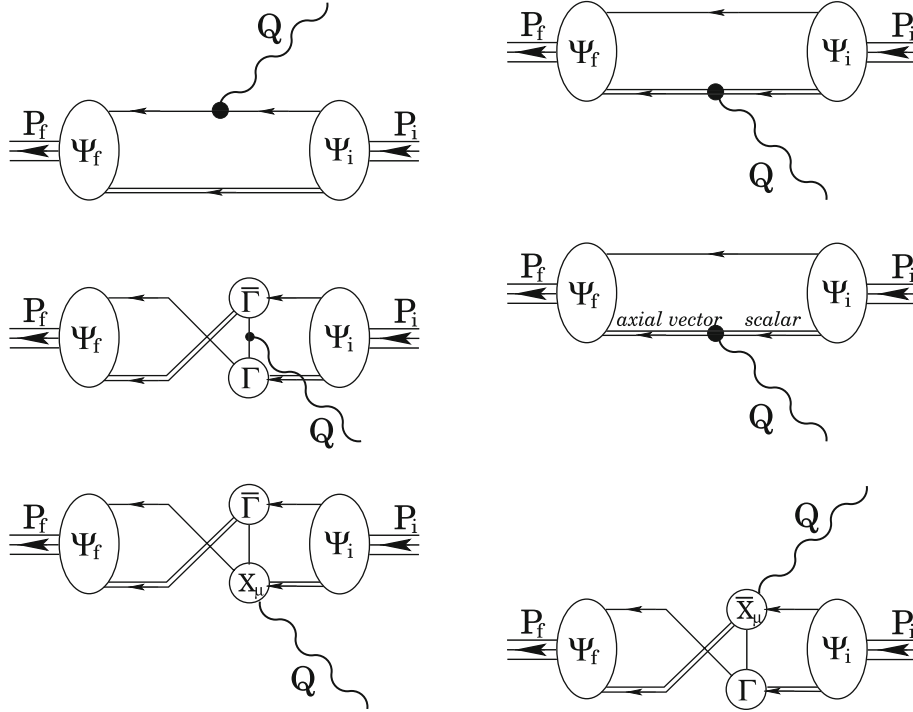 Q
P_f Ψ_f Ψ_i P_i
P_f Ψ_f Ψ_i P_i
Q
P_f Ψ_f Γ̅ Ψ_i P_i
Γ
Q
P_f Ψ_f Ψ_i P_i
axial vector scalar
Q
P_f Ψ_f Γ̅ Ψ_i P_i
X_μ
Q
Q
P_f Ψ_f X̅_μ Ψ_i P_i
Γ